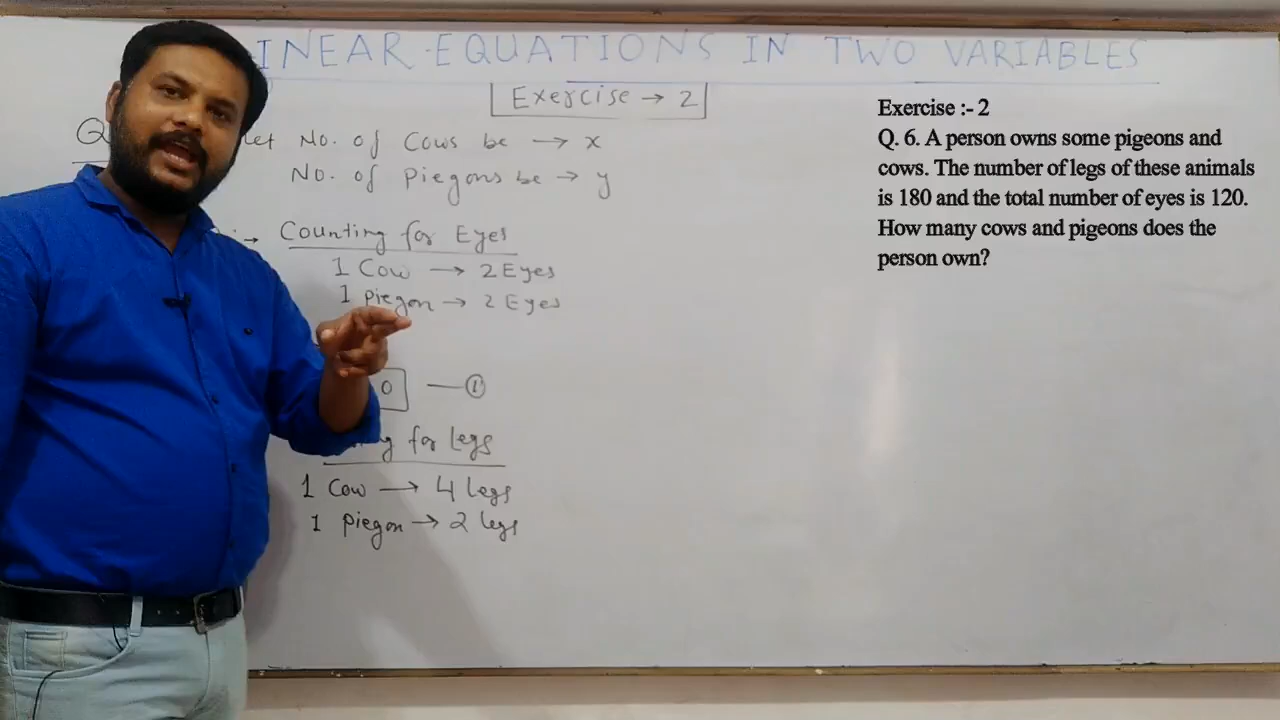 INEAR EQUATIONS IN TWO VARIABLES
Exercise → 2
Q let No. of Cows be → x
No. of Piegons be → y
Counting for Eyes
1 Cow → 2 Eyes
1 Piegon → 2 Eyes
0 — ①
for Legs
1 Cow → 4 legs
1 Piegon → 2 legs
Exercise :- 2
Q. 6. A person owns some pigeons and
cows. The number of legs of these animals
is 180 and the total number of eyes is 120.
How many cows and pigeons does the
person own?